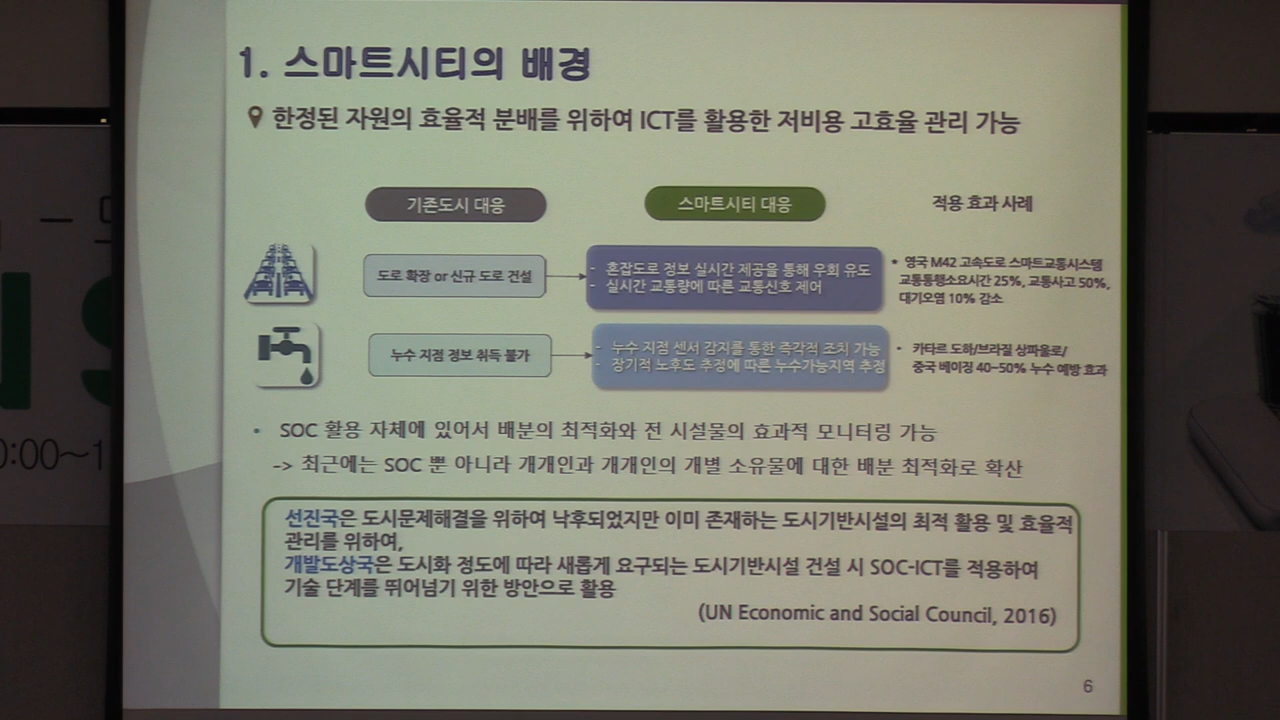 1. 스마트시티의 배경
한정된 자원의 효율적 분배를 위하여 ICT를 활용한 저비용 고효율 관리 가능
기존도시 대응
스마트시티 대응
적용 효과 사례
도로 확장 or 신규 도로 건설
- 혼잡도로 정보 실시간 제공을 통해 우회 유도
- 실시간 교통량에 따른 교통신호 제어
• 영국 M42 고속도로 스마트교통시스템
교통통행소요시간 25%, 교통사고 50%,
대기오염 10% 감소
누수 지점 정보 취득 불가
- 누수 지점 센서 감지를 통한 즉각적 조치 가능
- 장기적 노후도 추정에 따른 누수가능지역 추정
• 카타르 도하/브라질 상파울로/
중국 베이징 40~50% 누수 예방 효과
• SOC 활용 자체에 있어서 배분의 최적화와 전 시설물의 효과적 모니터링 가능
-> 최근에는 SOC 뿐 아니라 개개인과 개개인의 개별 소유물에 대한 배분 최적화로 확산
선진국은 도시문제해결을 위하여 낙후되었지만 이미 존재하는 도시기반시설의 최적 활용 및 효율적
관리를 위하여,
개발도상국은 도시화 정도에 따라 새롭게 요구되는 도시기반시설 건설 시 SOC-ICT를 적용하여
기술 단계를 뛰어넘기 위한 방안으로 활용
(UN Economic and Social Council, 2016)
6
0:00~1